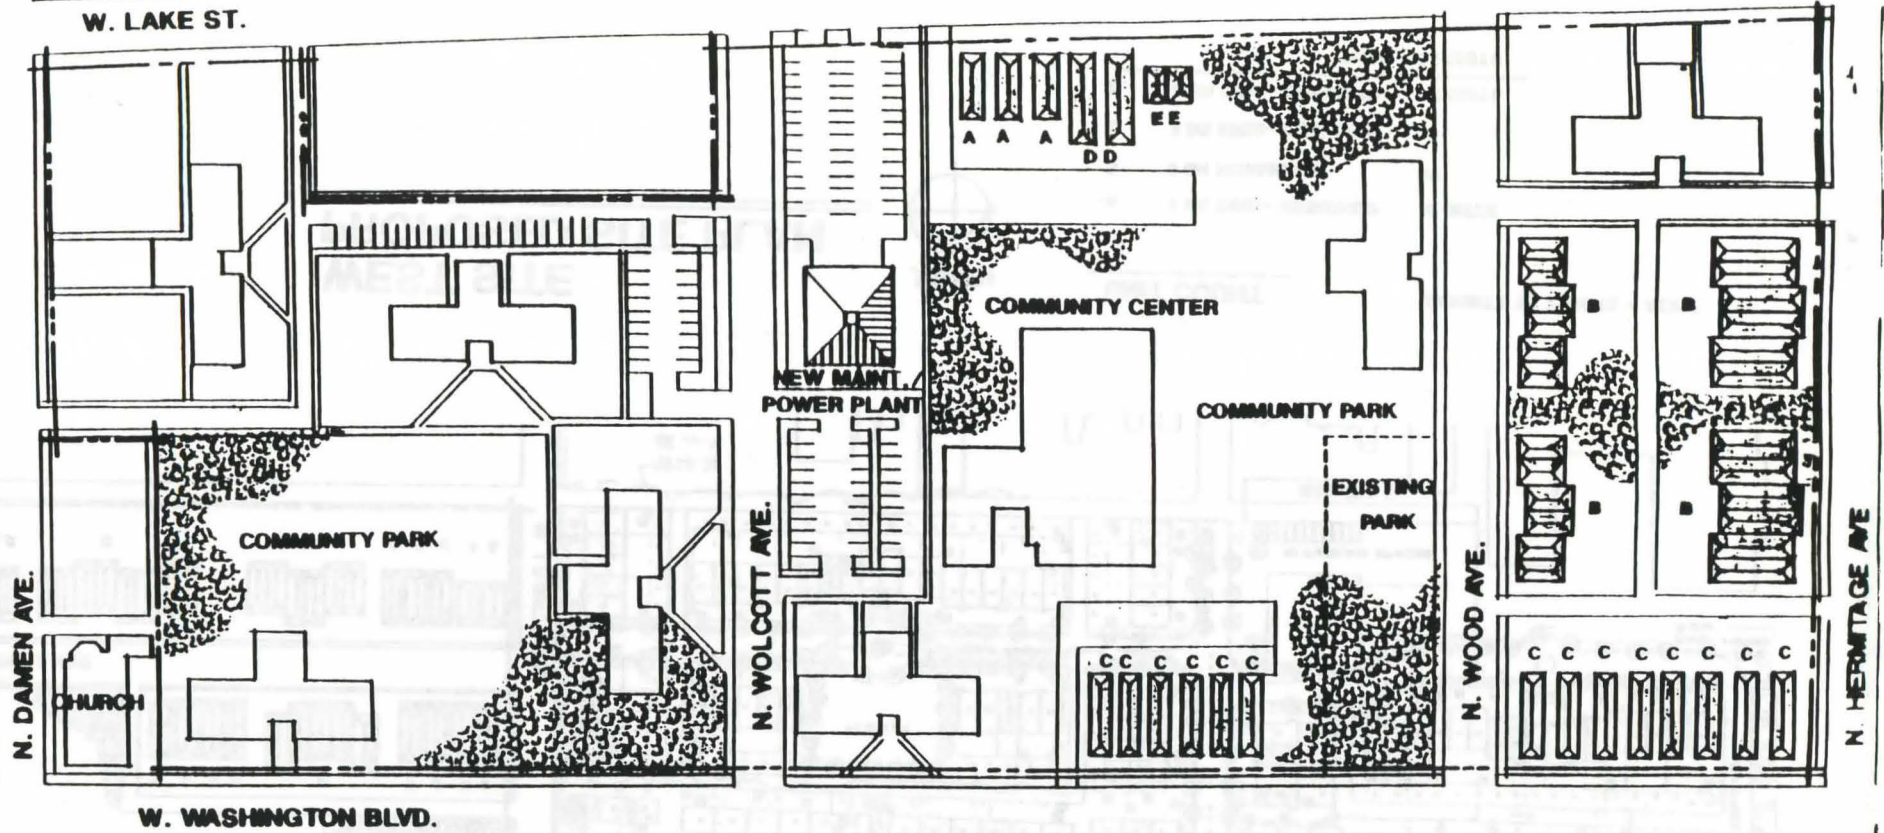 W. LAKE ST.
A A A
D D
E E
COMMUNITY CENTER
B B
NEW MAINT.
POWER PLANT
COMMUNITY PARK
EXISTING
PARK
COMMUNITY PARK
B B
N. DAMEN AVE.
CHURCH
N. WOLCOTT AVE.
C C C C C C
N. WOOD AVE.
C C C C C C C C
N. HERMITAGE AVE
W. WASHINGTON BLVD.